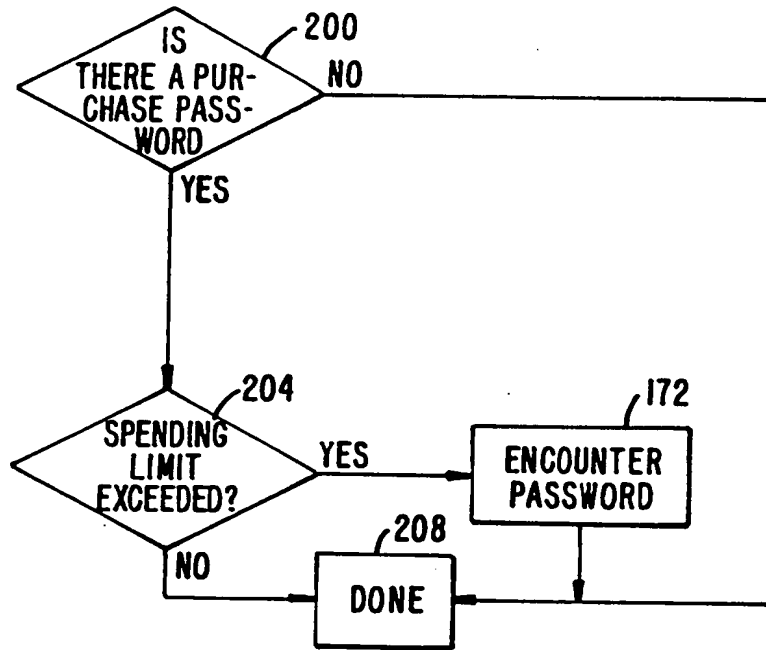 200
IS
THERE A PUR-
CHASE PASS-
WORD
NO
YES
204
SPENDING
LIMIT
EXCEEDED?
YES
172
ENCOUNTER
PASSWORD
NO
208
DONE